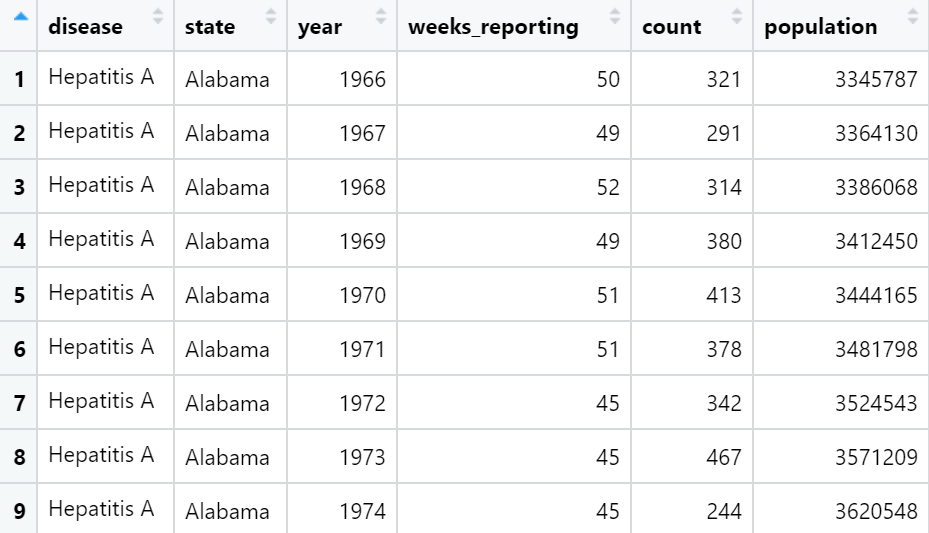 disease state year weeks_reporting count population
1 Hepatitis A Alabama 1966 50 321 3345787
2 Hepatitis A Alabama 1967 49 291 3364130
3 Hepatitis A Alabama 1968 52 314 3386068
4 Hepatitis A Alabama 1969 49 380 3412450
5 Hepatitis A Alabama 1970 51 413 3444165
6 Hepatitis A Alabama 1971 51 378 3481798
7 Hepatitis A Alabama 1972 45 342 3524543
8 Hepatitis A Alabama 1973 45 467 3571209
9 Hepatitis A Alabama 1974 45 244 3620548